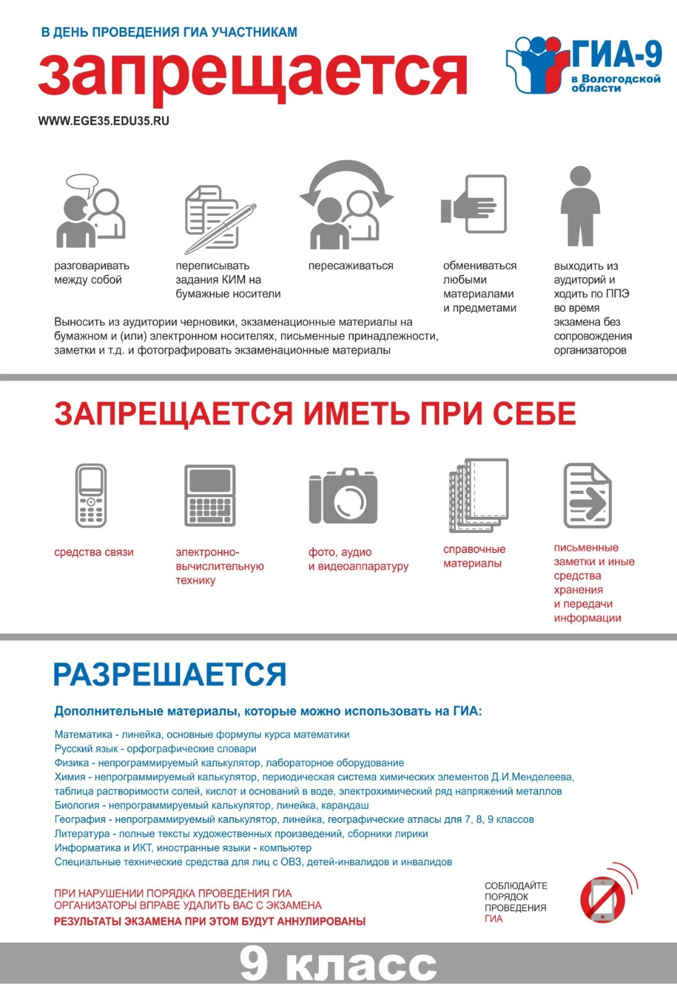 В ДЕНЬ ПРОВЕДЕНИЯ ГИА УЧАСТНИКАМ
запрещается
WWW.EGE35.EDU35.RU
ГИА-9
в Вологодской
области
разговаривать
между собой
переписывать
задания КИМ на
бумажные носители
пересаживаться
обмениваться
любыми
материалами
и предметами
выходить из
аудиторий и
ходить по ППЭ
во время
экзамена без
сопровождения
организаторов
Выносить из аудитории черновики, экзаменационные материалы на
бумажном и (или) электронном носителях, письменные принадлежности,
заметки и т.д. и фотографировать экзаменационные материалы
ЗАПРЕЩАЕТСЯ ИМЕТЬ ПРИ СЕБЕ
средства связи
электронно-
вычислительную
технику
фото, аудио
и видеоаппаратуру
справочные
материалы
письменные
заметки и иные
средства
хранения
и передачи
информации
РАЗРЕШАЕТСЯ
Дополнительные материалы, которые можно использовать на ГИА:
Математика - линейка, основные формулы курса математики
Русский язык - орфографические словари
Физика - непрограммируемый калькулятор, лабораторное оборудование
Химия - непрограммируемый калькулятор, периодическая система химических элементов Д.И.Менделеева,
таблица растворимости солей, кислот и оснований в воде, электрохимический ряд напряжений металлов
Биология - непрограммируемый калькулятор, линейка, карандаш
География - непрограммируемый калькулятор, линейка, географические атласы для 7, 8, 9 классов
Литература - полные тексты художественных произведений, сборники лирики
Информатика и ИКТ, иностранные языки - компьютер
Специальные технические средства для лиц с ОВЗ, детей-инвалидов и инвалидов
ПРИ НАРУШЕНИИ ПОРЯДКА ПРОВЕДЕНИЯ ГИА
ОРГАНИЗАТОРЫ ВПРАВЕ УДАЛИТЬ ВАС С ЭКЗАМЕНА
РЕЗУЛЬТАТЫ ЭКЗАМЕНА ПРИ ЭТОМ БУДУТ АННУЛИРОВАНЫ
СОБЛЮДАЙТЕ
ПОРЯДОК
ПРОВЕДЕНИЯ
ГИА
9 класс